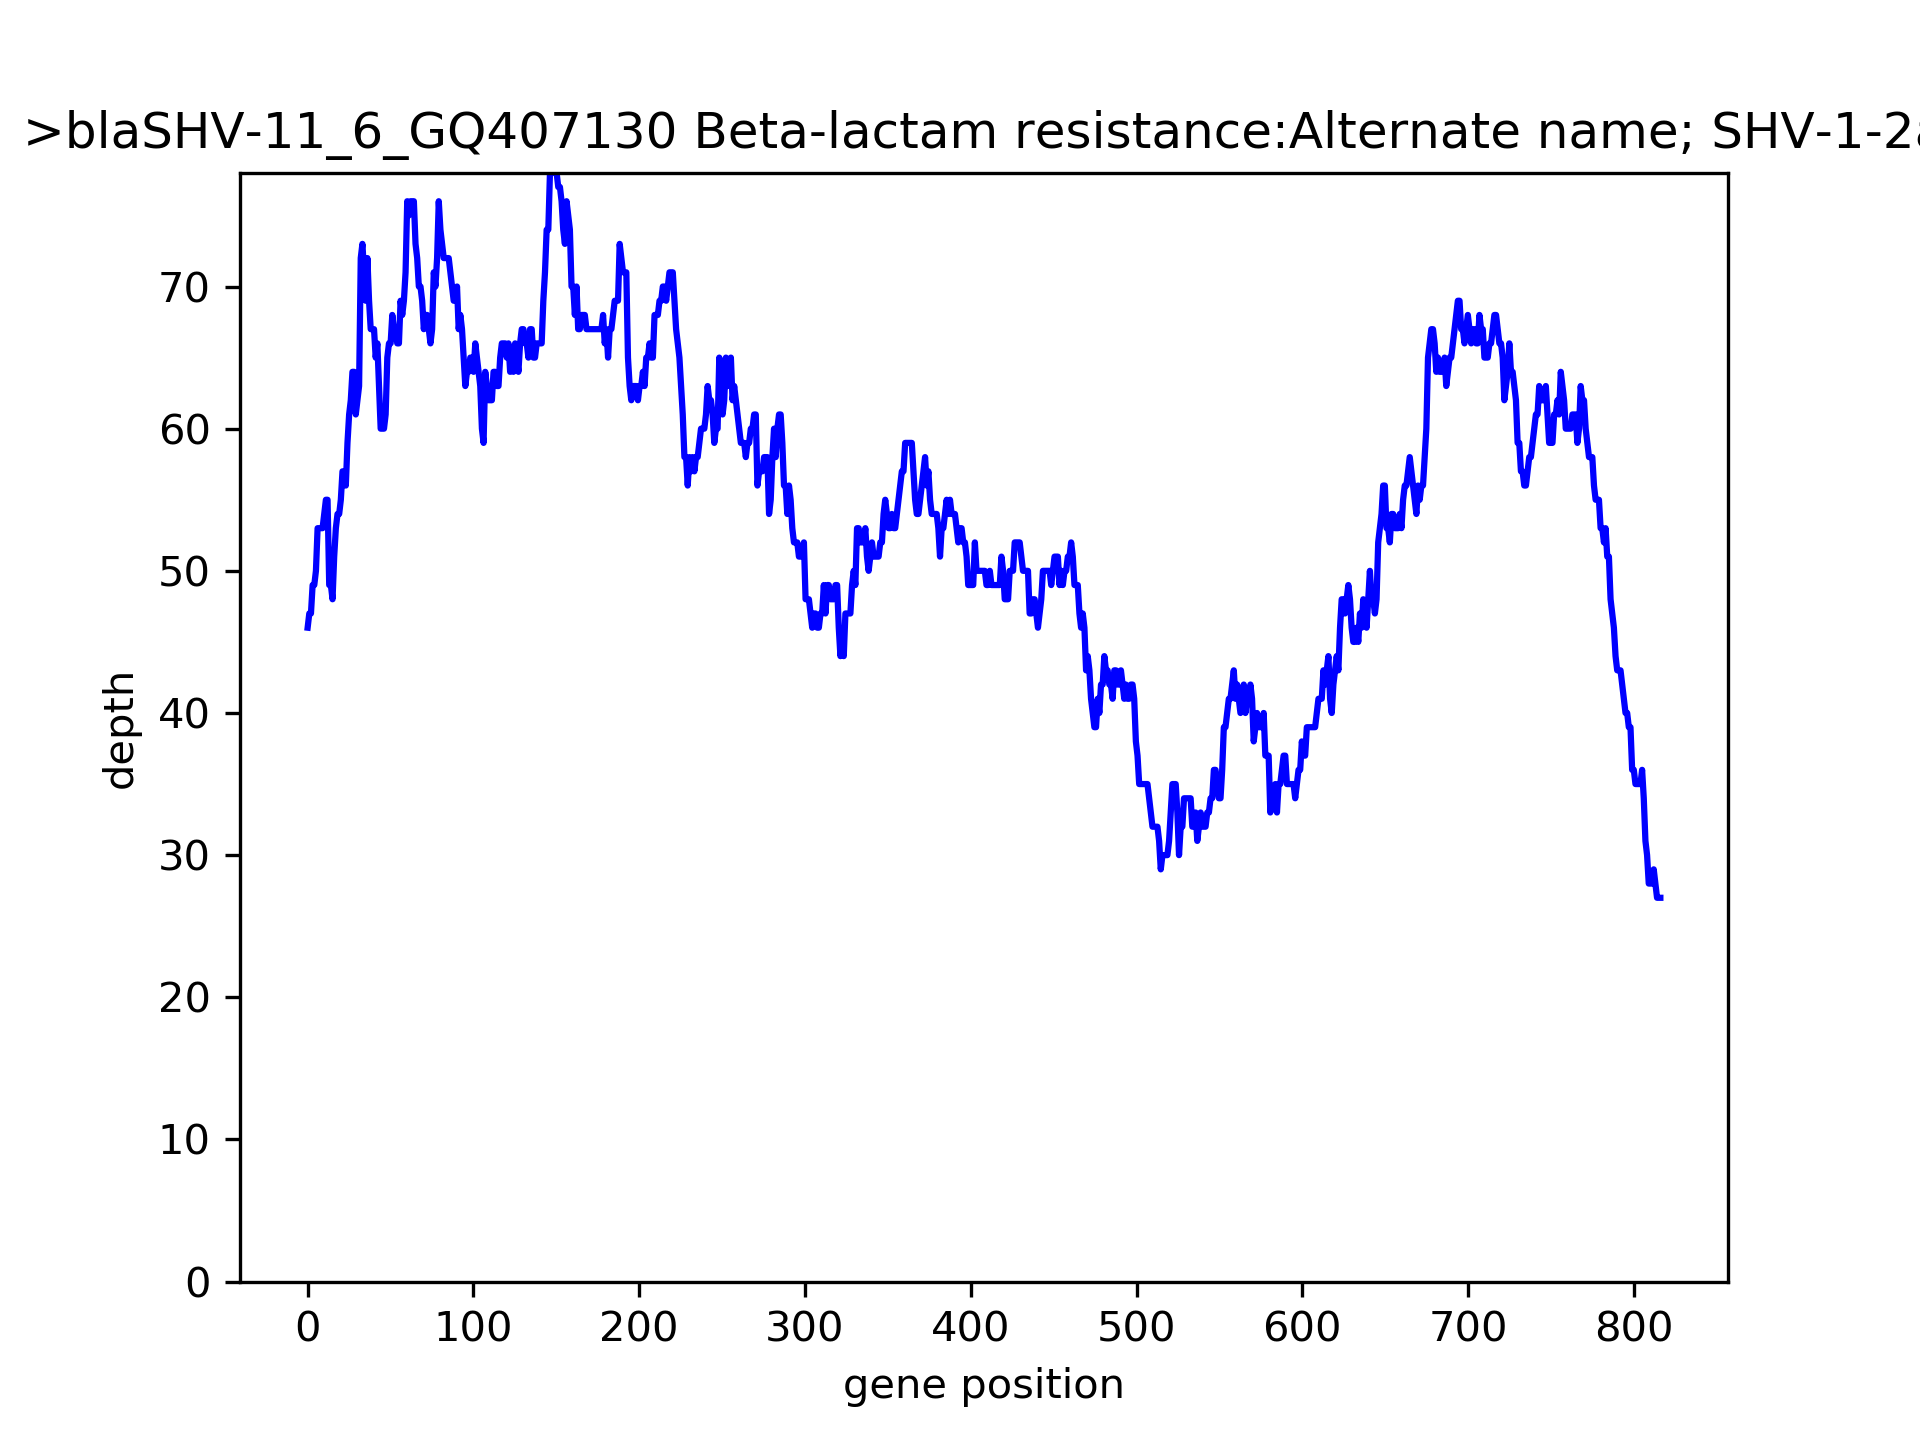 >blaSHV-11_6_GQ407130 Beta-lactam resistance:Alternate name; SHV-1-2
depth
70
60
50
40
30
20
10
0
0 100 200 300 400 500 600 700 800
gene position